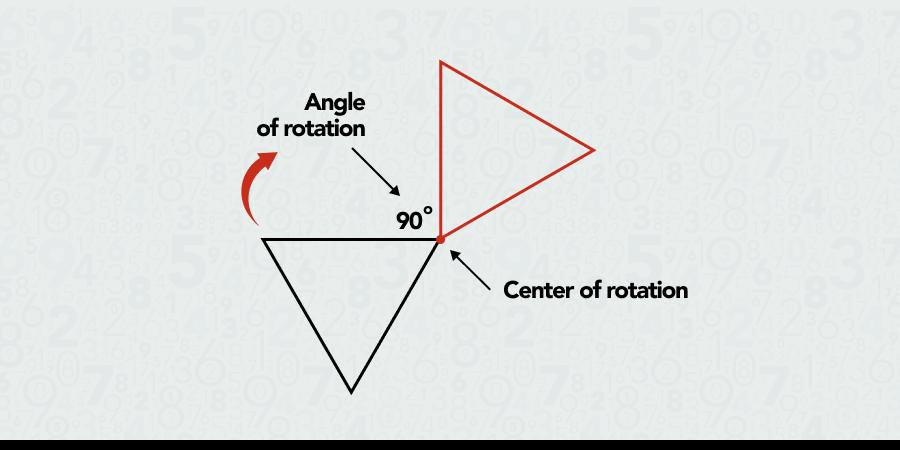 Angle
of rotation
90°
Center of rotation